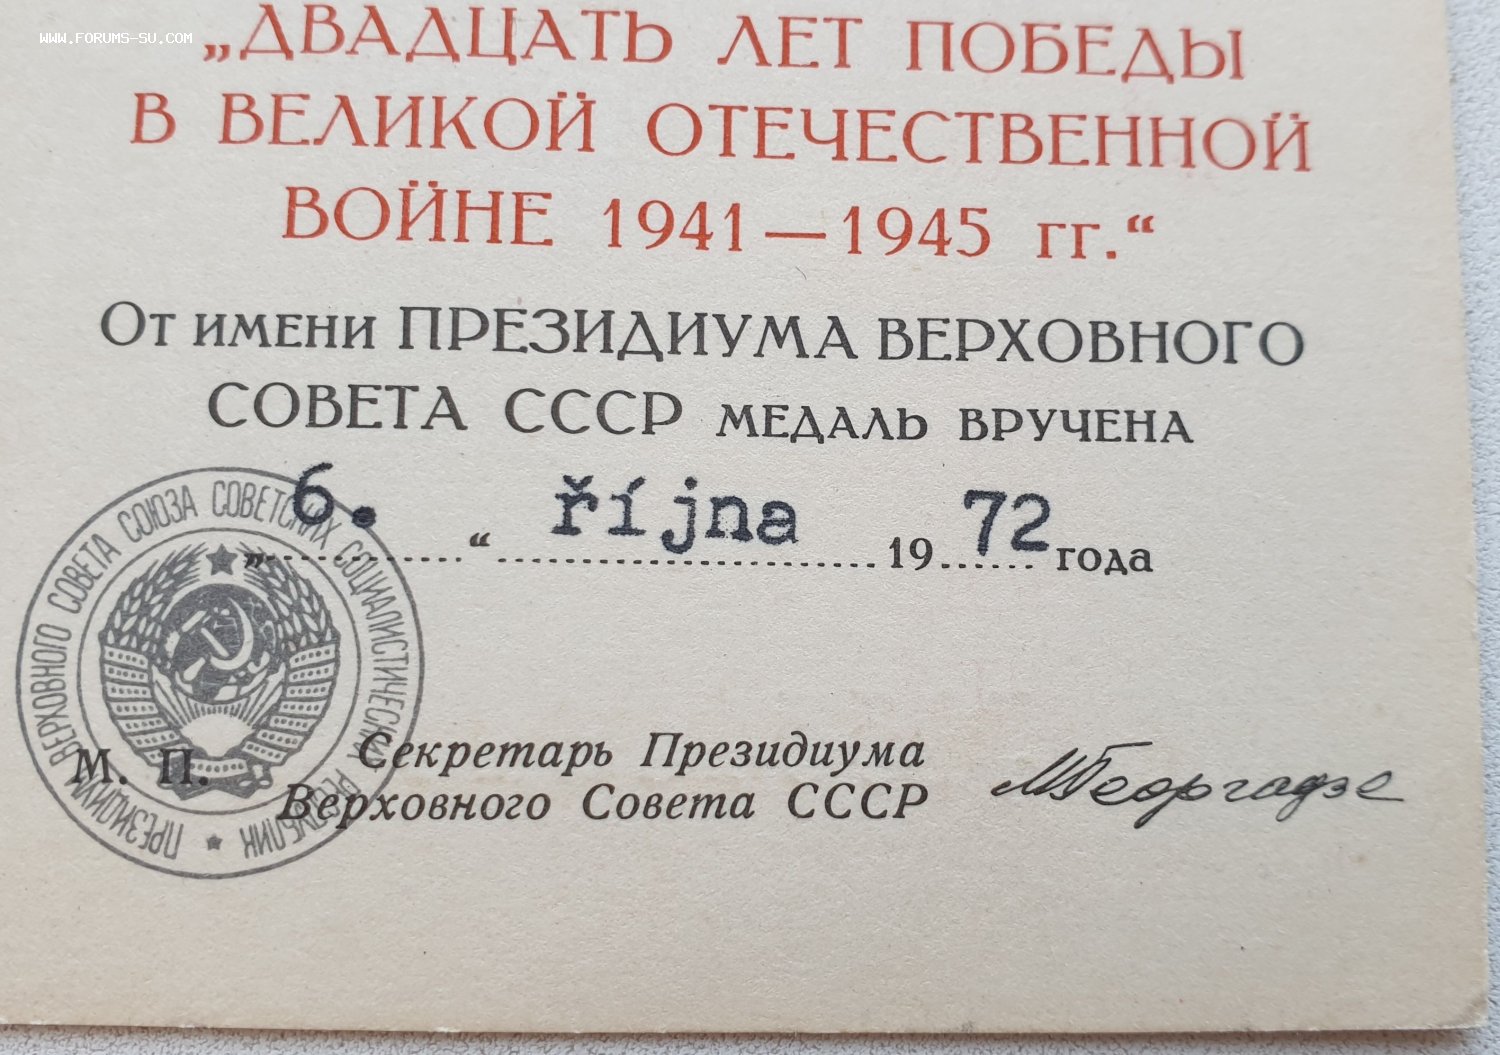 WWW.FORUMS-SU.COM
„ДВАДЦАТЬ ЛЕТ ПОБЕДЫ
В ВЕЛИКОЙ ОТЕЧЕСТВЕННОЙ
ВОЙНЕ 1941—1945 гг.“
От имени ПРЕЗИДИУМА ВЕРХОВНОГО
СОВЕТА СССР МЕДАЛЬ ВРУЧЕНА
„6.“ října 1972 года
ПРЕЗИДИУМ ВЕРХОВНОГО СОВЕТА СОЮЗА СОВЕТСКИХ СОЦИАЛИСТИЧЕСКИХ РЕСПУБЛИК
М. П.
Секретарь Президиума
Верховного Совета СССР
МГеоргадзе